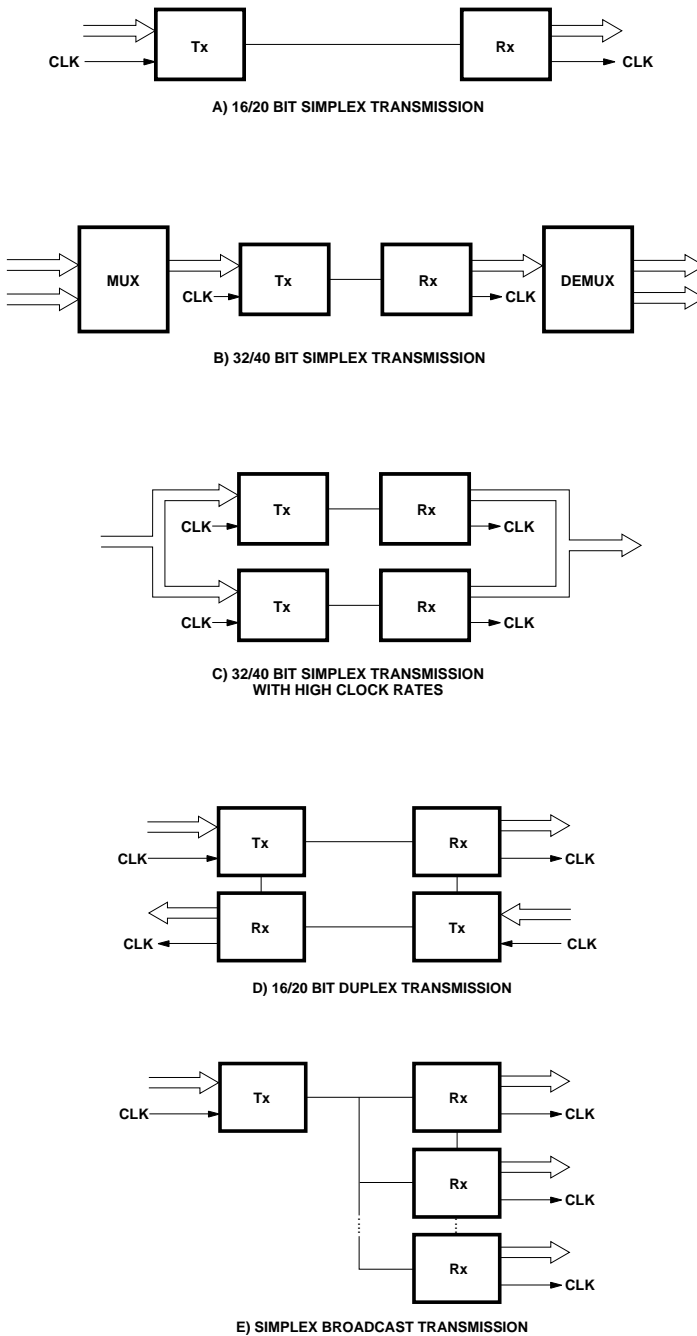 Tx Rx
CLK CLK
A) 16/20 BIT SIMPLEX TRANSMISSION
MUX Tx Rx DEMUX
CLK CLK
B) 32/40 BIT SIMPLEX TRANSMISSION
Tx Rx
CLK CLK
Tx Rx
CLK CLK
C) 32/40 BIT SIMPLEX TRANSMISSION
WITH HIGH CLOCK RATES
Tx Rx
CLK CLK
Rx Tx
CLK CLK
D) 16/20 BIT DUPLEX TRANSMISSION
Tx Rx
CLK CLK
Rx
CLK
Rx
CLK
E) SIMPLEX BROADCAST TRANSMISSION